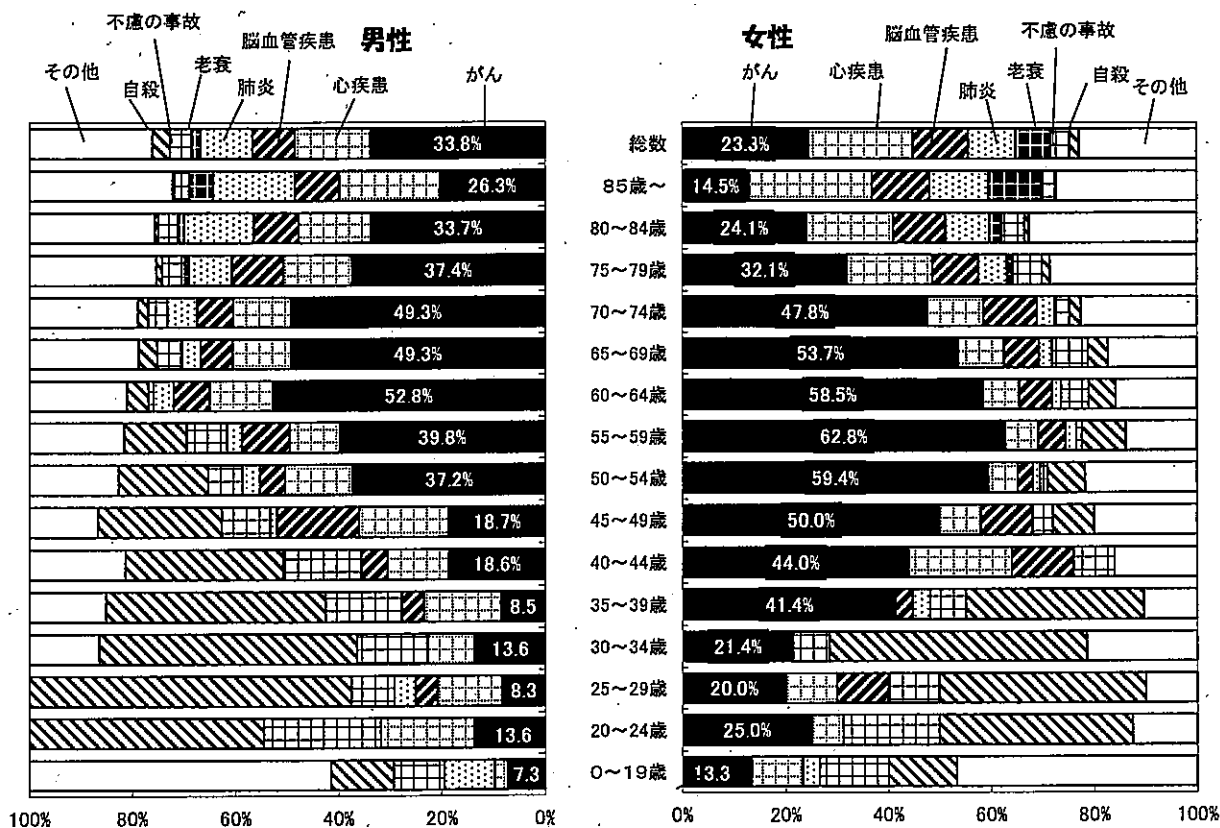 男性
その他
自殺
不慮の事故
老衰
肺炎
脳血管疾患
心疾患
がん
女性
がん
心疾患
脳血管疾患
肺炎
老衰
不慮の事故
自殺
その他
33.8% 総数 23.3%
26.3% 85歳～ 14.5%
33.7% 80～84歳 24.1%
37.4% 75～79歳 32.1%
49.3% 70～74歳 47.8%
49.3% 65～69歳 53.7%
52.8% 60～64歳 58.5%
39.8% 55～59歳 62.8%
37.2% 50～54歳 59.4%
18.7% 45～49歳 50.0%
18.6% 40～44歳 44.0%
8.5 35～39歳 41.4%
13.6 30～34歳 21.4%
8.3 25～29歳 20.0%
13.6 20～24歳 25.0%
7.3 0～19歳 13.3
100% 80% 60% 40% 20% 0%
0% 20% 40% 60% 80% 100%